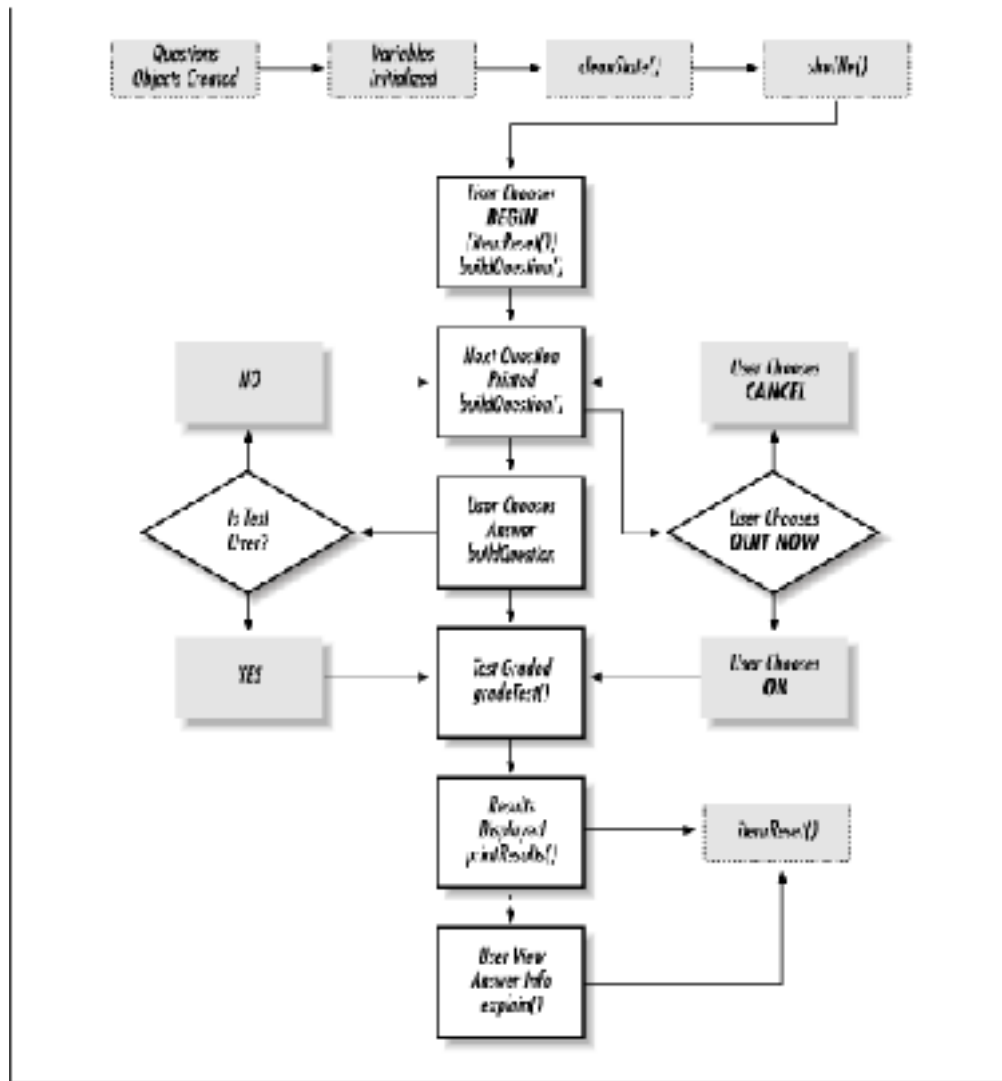 Questions
Objects Created
Variables
Initialized
shuffle()
User Chooses
BEGIN
buildQuestion()
Next Question
Printed
buildQuestion()
NO
User Chooses
CANCEL
Is Test
Over?
User Chooses
Answer
buildQuestion
User Chooses
QUIT NOW
YES
Test Graded
gradeTest()
User Chooses
Results
Displayed
printResults()
itemReset()
User View
Answer Info
explain()